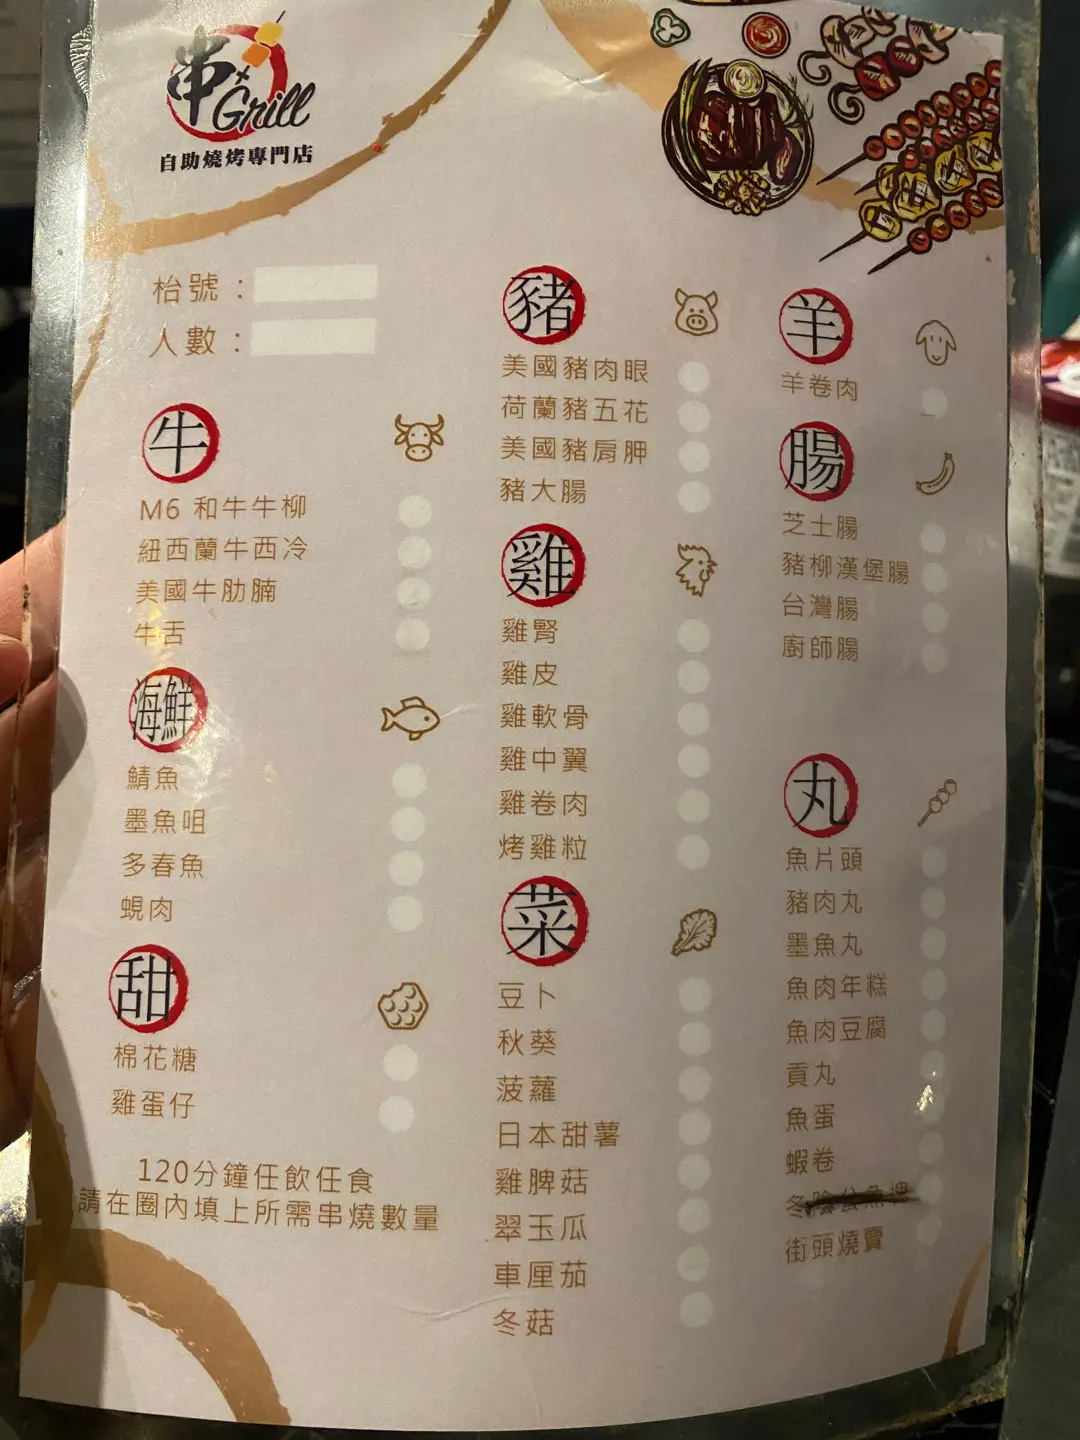 串
×
Grill
自助燒烤專門店
枱號：
人數：
牛
M6 和牛牛柳
紐西蘭牛西冷
美國牛肋腩
牛舌
海鮮
鯖魚
墨魚咀
多春魚
蜆肉
甜
棉花糖
雞蛋仔
120分鐘任飲任食
請在圈內填上所需串燒數量
豬
美國豬肉眼
荷蘭豬五花
美國豬肩胛
豬大腸
雞
雞腎
雞皮
雞軟骨
雞中翼
雞卷肉
烤雞粒
菜
豆卜
秋葵
菠蘿
日本甜薯
雞脾菇
翠玉瓜
車厘茄
冬菇
羊
羊卷肉
腸
芝士腸
豬柳漢堡腸
台灣腸
廚師腸
丸
魚片頭
豬肉丸
墨魚丸
魚肉年糕
魚肉豆腐
貢丸
魚蛋
蝦卷
冬陰公魚
街頭燒賣